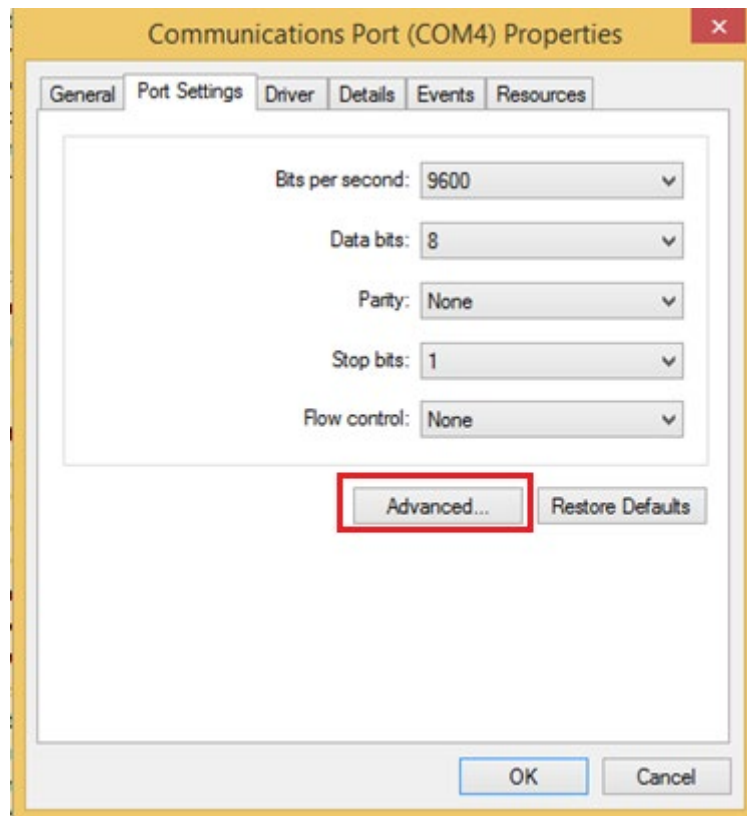 Communications Port (COM4) Properties
General Port Settings Driver Details Events Resources
Bits per second: 9600
Data bits: 8
Parity: None
Stop bits: 1
Flow control: None
Advanced... Restore Defaults
OK Cancel